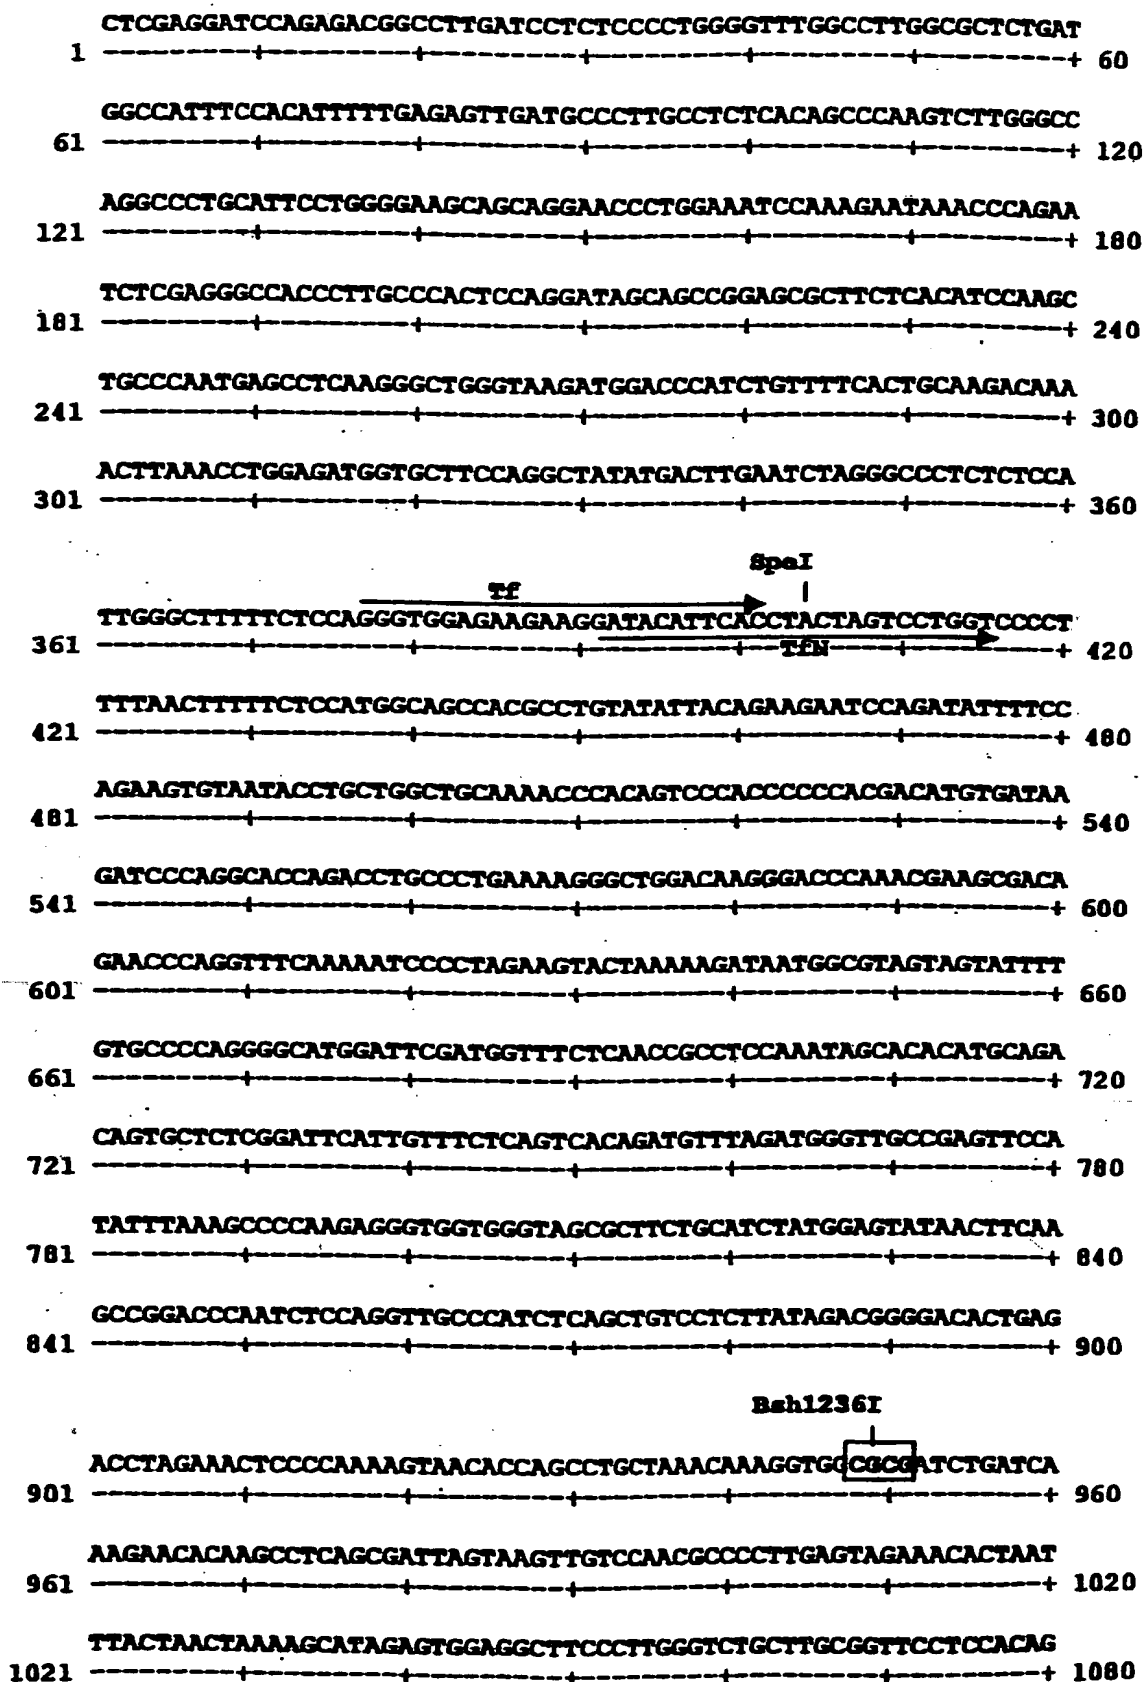 CTCGAGGATCCAGAGACGGCCTTGATCCTCTCCCCTGGGGTTTGGCCTTGGCGCTCTGAT
1 ---------+---------+---------+---------+---------+---------+ 60
GGCCATTTCCACATTTTTGAGAGTTGATGCCCTTGCCTCTCACAGCCCAAGTCTTGGGCC
61 ---------+---------+---------+---------+---------+---------+ 120
AGGCCCTGCATTCCTGGGGAAGCAGCAGGAACCCTGGAAATCCAAAGAATAAACCCAGAA
121 ---------+---------+---------+---------+---------+---------+ 180
TCTCGAGGGCCACCCTTGCCCACTCCAGGATAGCAGCCGGAGCGCTTCTCACATCCAAGC
181 ---------+---------+---------+---------+---------+---------+ 240
TGCCCAATGAGCCTCAAGGGCTGGGTAAGATGGACCCATCTGTTTTCACTGCAAGACAAA
241 ---------+---------+---------+---------+---------+---------+ 300
ACTTAAACCTGGAGATGGTGCTTCCAGGCTATATGACTTGAATCTAGGGCCCTCTCTCCA
301 ---------+---------+---------+---------+---------+---------+ 360
SpeI
Tf
TTGGGCTTTTTCTCCAGGGTGGAGAAGAAGGATACATTCACCTACTAGTCCTGGTCCCCT
361 ---------+---------+---------+---------+--TfN----+---------+ 420
TTTAACTTTTTCTCCATGGCAGCCACGCCTGTATATTACAGAAGAATCCAGATATTTTCC
421 ---------+---------+---------+---------+---------+---------+ 480
AGAAGTGTAATACCTGCTGGCTGCAAAACCCACAGTCCCACCCCCCACGACATGTGATAA
481 ---------+---------+---------+---------+---------+---------+ 540
GATCCCAGGCACCAGACCTGCCCTGAAAAGGGCTGGACAAGGGACCCAAACGAAGCGACA
541 ---------+---------+---------+---------+---------+---------+ 600
GAACCCAGGTTTCAAAAATCCCCTAGAAGTACTAAAAAGATAATGGCGTAGTAGTATTTT
601 ---------+---------+---------+---------+---------+---------+ 660
GTGCCCCAGGGGCATGGATTCGATGGTTTCTCAACCGCCTCCAAATAGCACACATGCAGA
661 ---------+---------+---------+---------+---------+---------+ 720
CAGTGCTCTCGGATTCATTGTTTCTCAGTCACAGATGTTTAGATGGGTTGCCGAGTTCCA
721 ---------+---------+---------+---------+---------+---------+ 780
TATTTAAAGCCCCAAGAGGGTGGTGGGTAGCGCTTCTGCATCTATGGAGTATAACTTCAA
781 ---------+---------+---------+---------+---------+---------+ 840
GCCGGACCCAATCTCCAGGTTGCCCATCTCAGCTGTCCTCTTATAGACGGGGACACTGAG
841 ---------+---------+---------+---------+---------+---------+ 900
Bsh1236I
ACCTAGAAACTCCCCAAAAGTAACACCAGCCTGCTAAACAAAGGTGGCGCGATCTGATCA
901 ---------+---------+---------+---------+---------+---------+ 960
AAGAACACAAGCCTCAGCGATTAGTAAGTTGTCCAACGCCCCTTGAGTAGAAACACTAAT
961 ---------+---------+---------+---------+---------+---------+ 1020
TTACTAACTAAAAGCATAGAGTGGAGGCTTCCCTTGGGTCTGCTTGCGGTTCCTCCACAG
1021 ---------+---------+---------+---------+---------+---------+ 1080